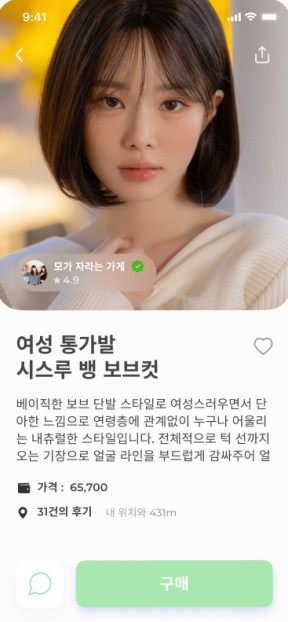 9:41
모가 자라는 가게
★ 4.9
여성 통가발
시스루 뱅 보브컷
베이직한 보브 단발 스타일로 여성스러우면서 단
아한 느낌으로 연령층에 관계없이 누구나 어울리
는 내츄럴한 스타일입니다. 전체적으로 턱 선까지
오는 기장으로 얼굴 라인을 부드럽게 감싸주어 얼
가격 : 65,700
31건의 후기 내 위치와 431m
구매